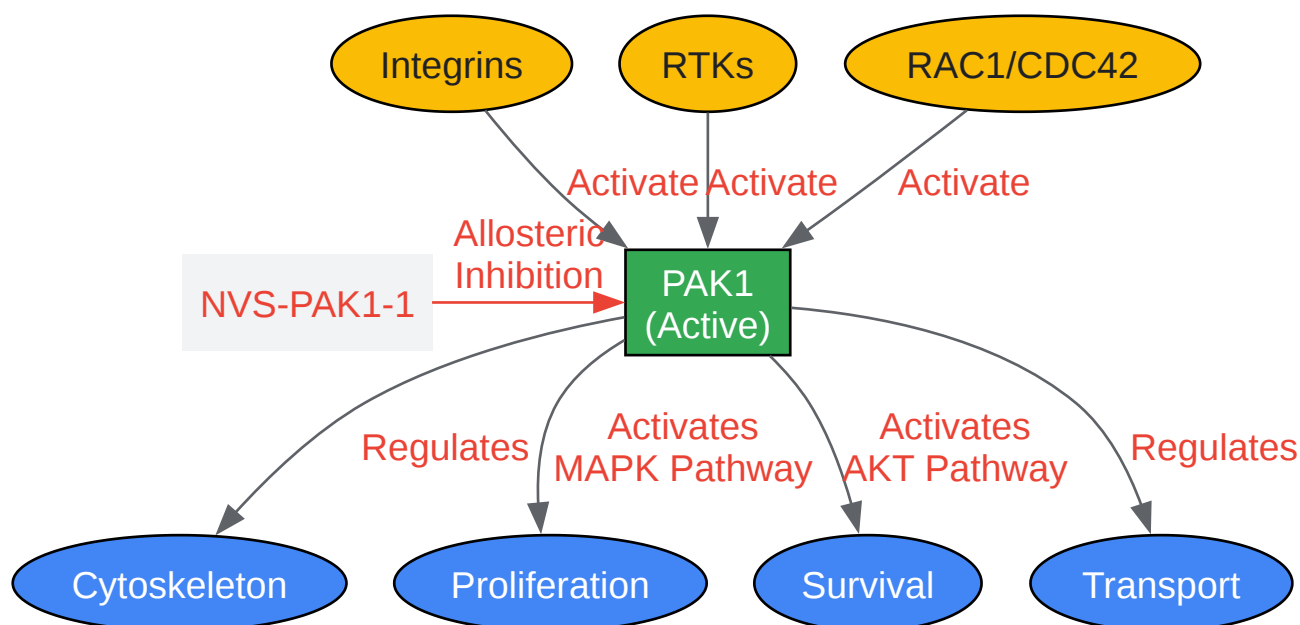 Integrins
RTKs
RAC1/CDC42
Activate
Activate
Activate
Allosteric
Inhibition
NVS-PAK1-1
PAK1
(Active)
Regulates
Activates
MAPK Pathway
Activates
AKT Pathway
Regulates
Cytoskeleton
Proliferation
Survival
Transport